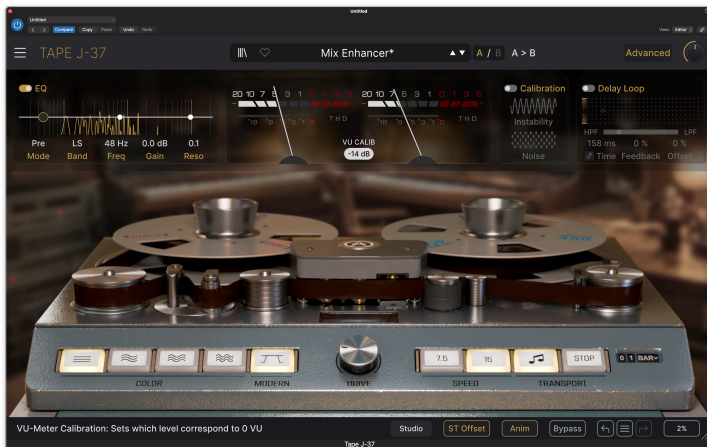 Untitled
Untitled
Compare Copy Paste Undo Redo
View: Editor
TAPE J-37
Mix Enhancer*
A / B A > B
Advanced
EQ
Pre LS 48 Hz 0.0 dB 0.1
Mode Band Freq Gain Reso
20 10 7 5 3 1 0 1 3 5
THD
20 10 7 5 3 1 0 1 3 5
THD
VU CALIB
-14 dB
Calibration
Instability
Noise
Delay Loop
HPF LPF
158 ms 0 % 0 %
Time Feedback Offset
COLOR MODERN
DRIVE
7.5 15
SPEED
STOP
TRANSPORT
0 1 BAR
VU-Meter Calibration: Sets which level correspond to 0 VU
Studio ST Offset Anim Bypass 2%
Tape J-37